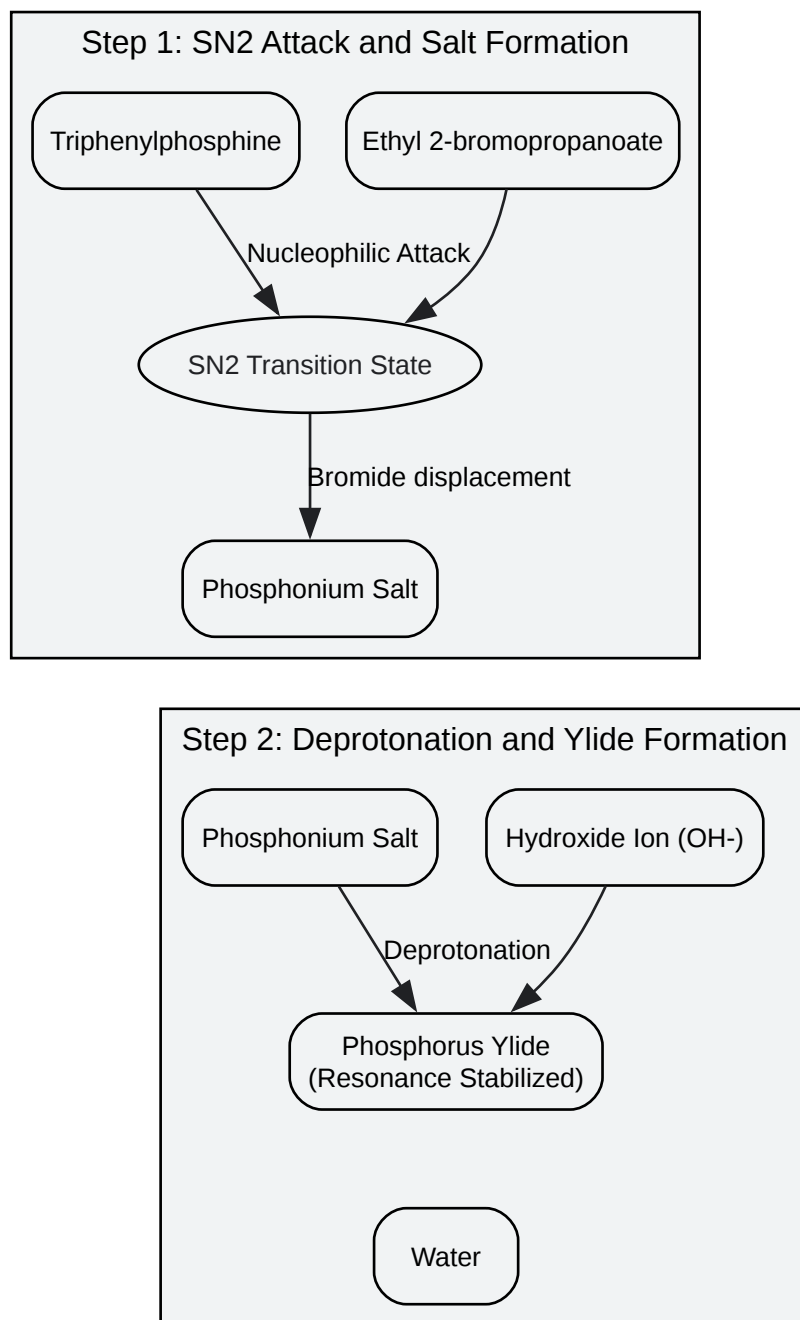 Step 1: SN2 Attack and Salt Formation
Triphenylphosphine
Ethyl 2-bromopropanoate
Nucleophilic Attack
SN2 Transition State
Bromide displacement
Phosphonium Salt
Step 2: Deprotonation and Ylide Formation
Phosphonium Salt
Hydroxide Ion (OH-)
Deprotonation
Phosphorus Ylide
(Resonance Stabilized)
Water